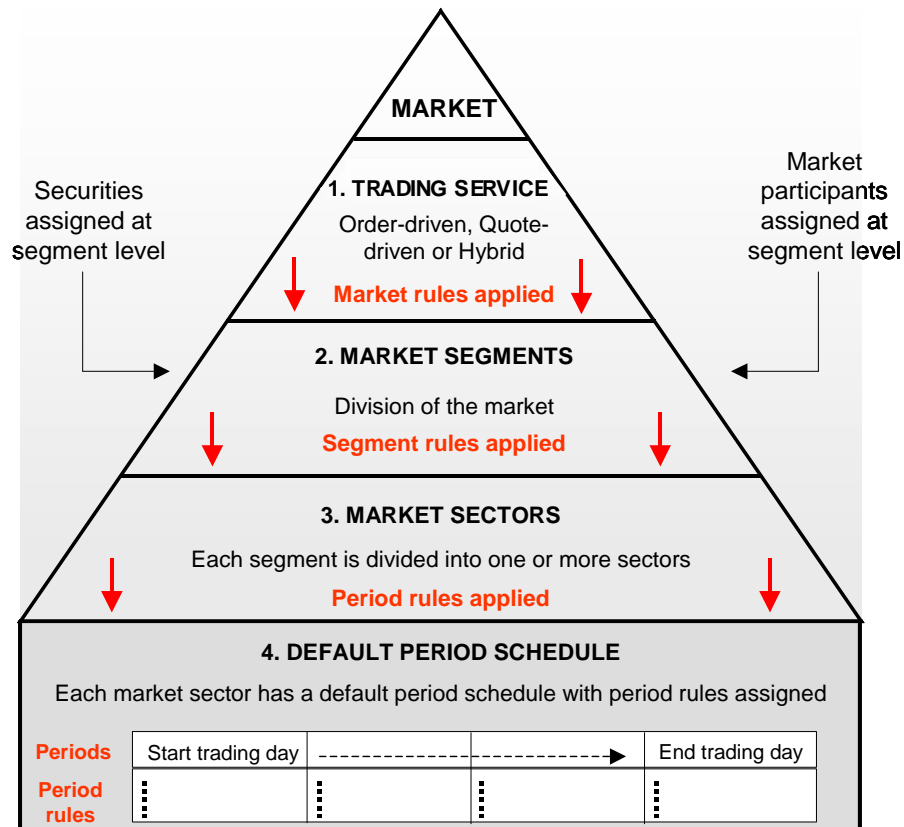 MARKET
1. TRADING SERVICE
Order-driven, Quote-
driven or Hybrid
Market rules applied
Securities
assigned at
segment level
Market
participants
assigned at
segment level
2. MARKET SEGMENTS
Division of the market
Segment rules applied
3. MARKET SECTORS
Each segment is divided into one or more sectors
Period rules applied
4. DEFAULT PERIOD SCHEDULE
Each market sector has a default period schedule with period rules assigned
Periods
Start trading day
End trading day
Period
rules